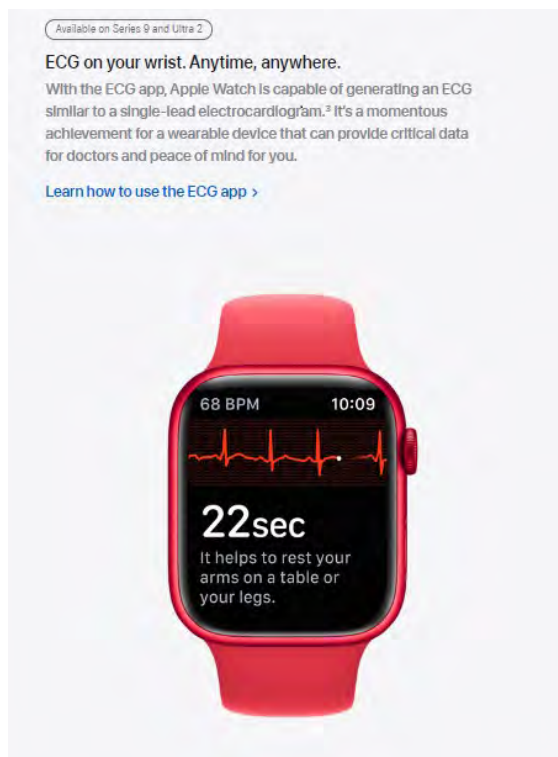 Available on Series 9 and Ultra 2
ECG on your wrist. Anytime, anywhere.
With the ECG app, Apple Watch is capable of generating an ECG
similar to a single-lead electrocardiogram.³ It's a momentous
achievement for a wearable device that can provide critical data
for doctors and peace of mind for you.
Learn how to use the ECG app >
68 BPM 10:09
22sec
It helps to rest your
arms on a table or
your legs.